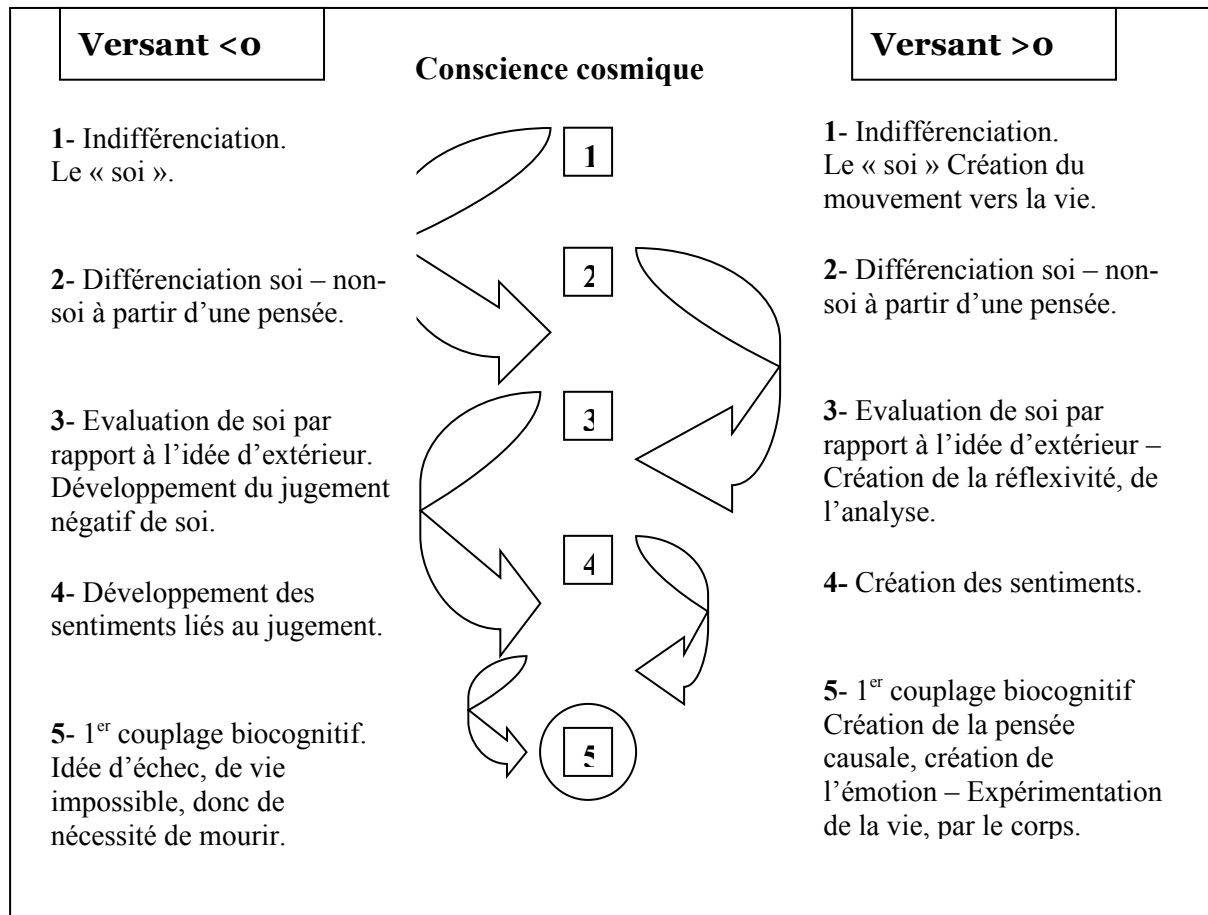 Versant <0
Conscience cosmique
Versant >0
1- Indifférenciation.
Le « soi ».
2- Différenciation soi – non-
soi à partir d’une pensée.
3- Evaluation de soi par
rapport à l’idée d’extérieur.
Développement du jugement
négatif de soi.
4- Développement des
sentiments liés au jugement.
5- 1er couplage biocognitif.
Idée d’échec, de vie
impossible, donc de
nécessité de mourir.
1
2
3
4
5
1- Indifférenciation.
Le « soi » Création du
mouvement vers la vie.
2- Différenciation soi – non-
soi à partir d’une pensée.
3- Evaluation de soi par
rapport à l’idée d’extérieur –
Création de la réflexivité, de
l’analyse.
4- Création des sentiments.
5- 1er couplage biocognitif
Création de la pensée
causale, création de
l’émotion – Expérimentation
de la vie, par le corps.